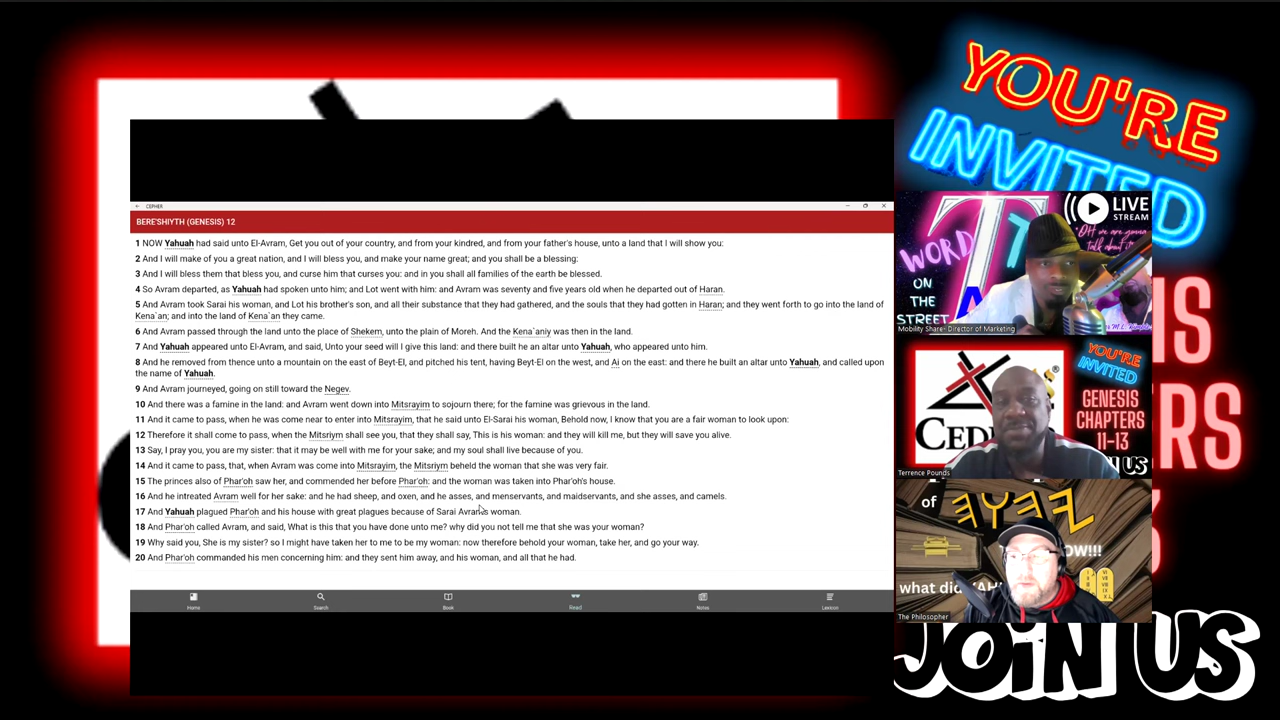 CEPHER
BERE'SHIYTH (GENESIS) 12
1 NOW Yahuah had said unto El-Avram, Get you out of your country, and from your kindred, and from your father's house, unto a land that I will show you:
2 And I will make of you a great nation, and I will bless you, and make your name great; and you shall be a blessing:
3 And I will bless them that bless you, and curse him that curses you: and in you shall all families of the earth be blessed.
4 So Avram departed, as Yahuah had spoken unto him; and Lot went with him: and Avram was seventy and five years old when he departed out of Haran.
5 And Avram took Sarai his woman, and Lot his brother's son, and all their substance that they had gathered, and the souls that they had gotten in Haran; and they went forth to go into the land of
Kena`an; and into the land of Kena`an they came.
6 And Avram passed through the land unto the place of Shekem, unto the plain of Moreh. And the Kena`aniy was then in the land.
7 And Yahuah appeared unto El-Avram, and said, Unto your seed will I give this land: and there built he an altar unto Yahuah, who appeared unto him.
8 And he removed from thence unto a mountain on the east of Beyt-El, and pitched his tent, having Beyt-El on the west, and Ai on the east: and there he built an altar unto Yahuah, and called upon
the name of Yahuah.
9 And Avram journeyed, going on still toward the Negev.
10 And there was a famine in the land: and Avram went down into Mitsrayim to sojourn there; for the famine was grievous in the land.
11 And it came to pass, when he was come near to enter into Mitsrayim, that he said unto El-Sarai his woman, Behold now, I know that you are a fair woman to look upon:
12 Therefore it shall come to pass, when the Mitsriym shall see you, that they shall say, This is his woman: and they will kill me, but they will save you alive.
13 Say, I pray you, you are my sister: that it may be well with me for your sake; and my soul shall live because of you.
14 And it came to pass, that, when Avram was come into Mitsrayim, the Mitsriym beheld the woman that she was very fair.
15 The princes also of Phar'oh saw her, and commended her before Phar'oh: and the woman was taken into Phar'oh's house.
16 And he intreated Avram well for her sake: and he had sheep, and oxen, and he asses, and menservants, and maidservants, and she asses, and camels.
17 And Yahuah plagued Phar'oh and his house with great plagues because of Sarai Avram's woman.
18 And Phar'oh called Avram, and said, What is this that you have done unto me? why did you not tell me that she was your woman?
19 Why said you, She is my sister? so I might have taken her to me to be my woman: now therefore behold your woman, take her, and go your way.
20 And Phar'oh commanded his men concerning him: and they sent him away, and his woman, and all that he had.
Home Search Book Read Notes Lexicon
YOU'RE
INVITED
LIVE
STREAM
"Oh we are gonna
talk about it"
WORD
ON
THE
STREET
Mobility Share- Director of Marketing
YOU'RE
INVITED
GENESIS
CHAPTERS
11-13
Terrence Pounds
of
what did YAH
The Philosopher
JOIN US